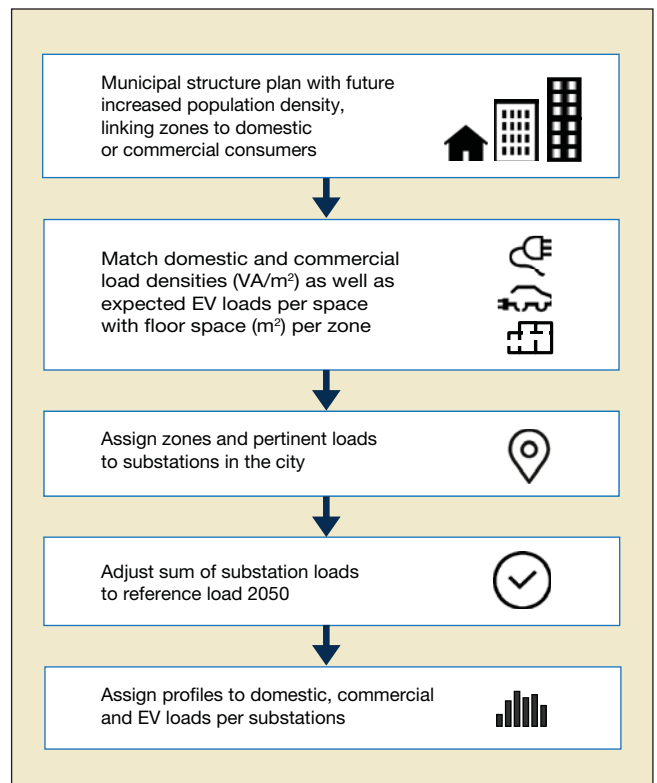 Municipal structure plan with future
increased population density,
linking zones to domestic
or commercial consumers
Match domestic and commercial
load densities (VA/m²) as well as
expected EV loads per space
with floor space (m²) per zone
Assign zones and pertinent loads
to substations in the city
Adjust sum of substation loads
to reference load 2050
Assign profiles to domestic, commercial
and EV loads per substations